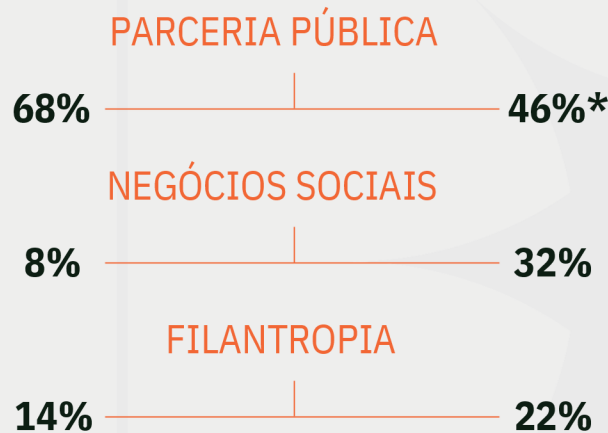 PARCERIA PÚBLICA
68% 46%*
NEGÓCIOS SOCIAIS
8% 32%
FILANTROPIA
14% 22%